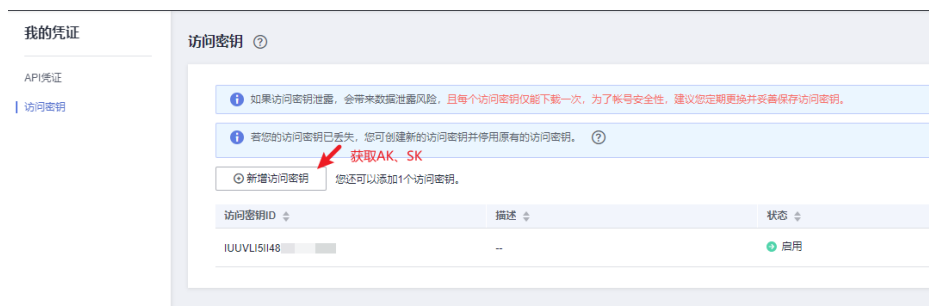 我的凭证
API凭证
访问密钥
访问密钥
如果访问密钥泄露，会带来数据泄露风险，且每个访问密钥仅能下载一次，为了帐号安全性，建议您定期更换并妥善保存访问密钥。
若您的访问密钥已丢失，您可创建新的访问密钥并停用原有的访问密钥。
获取AK、SK
新增访问密钥 您还可以添加1个访问密钥。
访问密钥ID 描述 状态
IUUVLI5II48 -- 启用